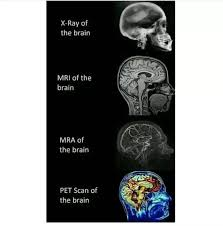 X-Ray of
the brain
MRI of the
brain
MRA of
the brain
PET Scan of
the brain